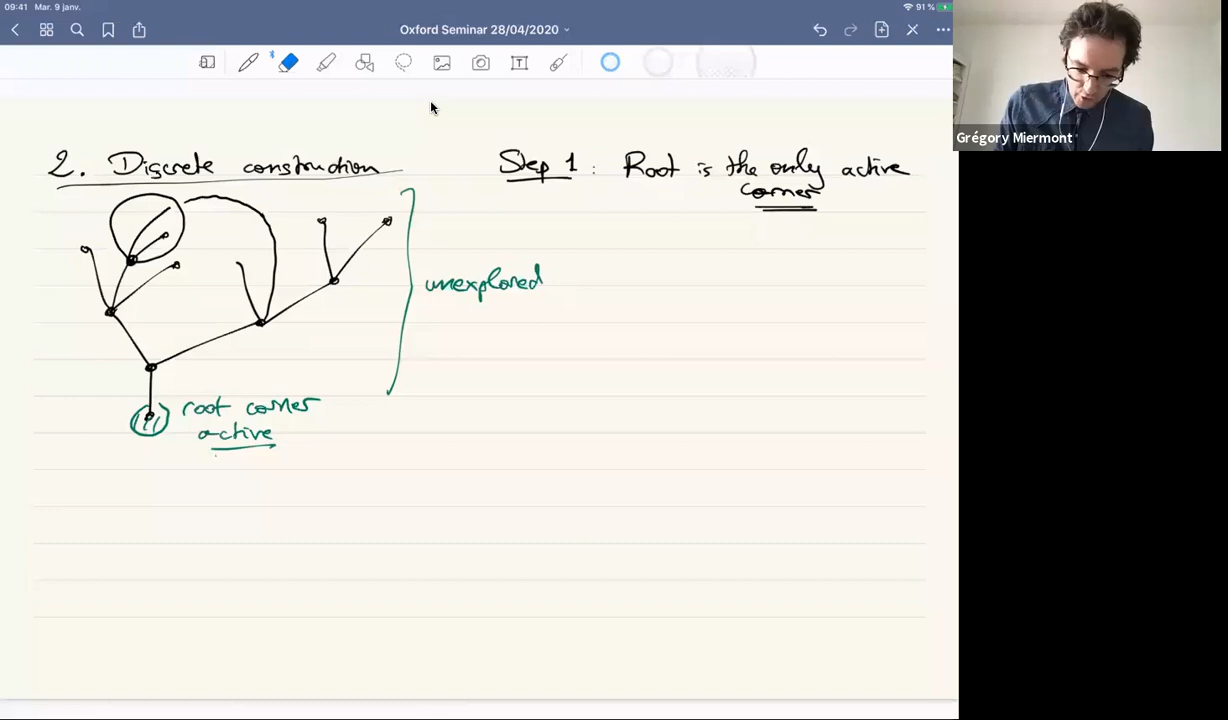 09:41 Mar. 9 janv.
91 %
Oxford Seminar 28/04/2020
Grégory Miermont
2. Discrete construction
Step 1 : Root is the only active
corner
unexplored
root corner
active